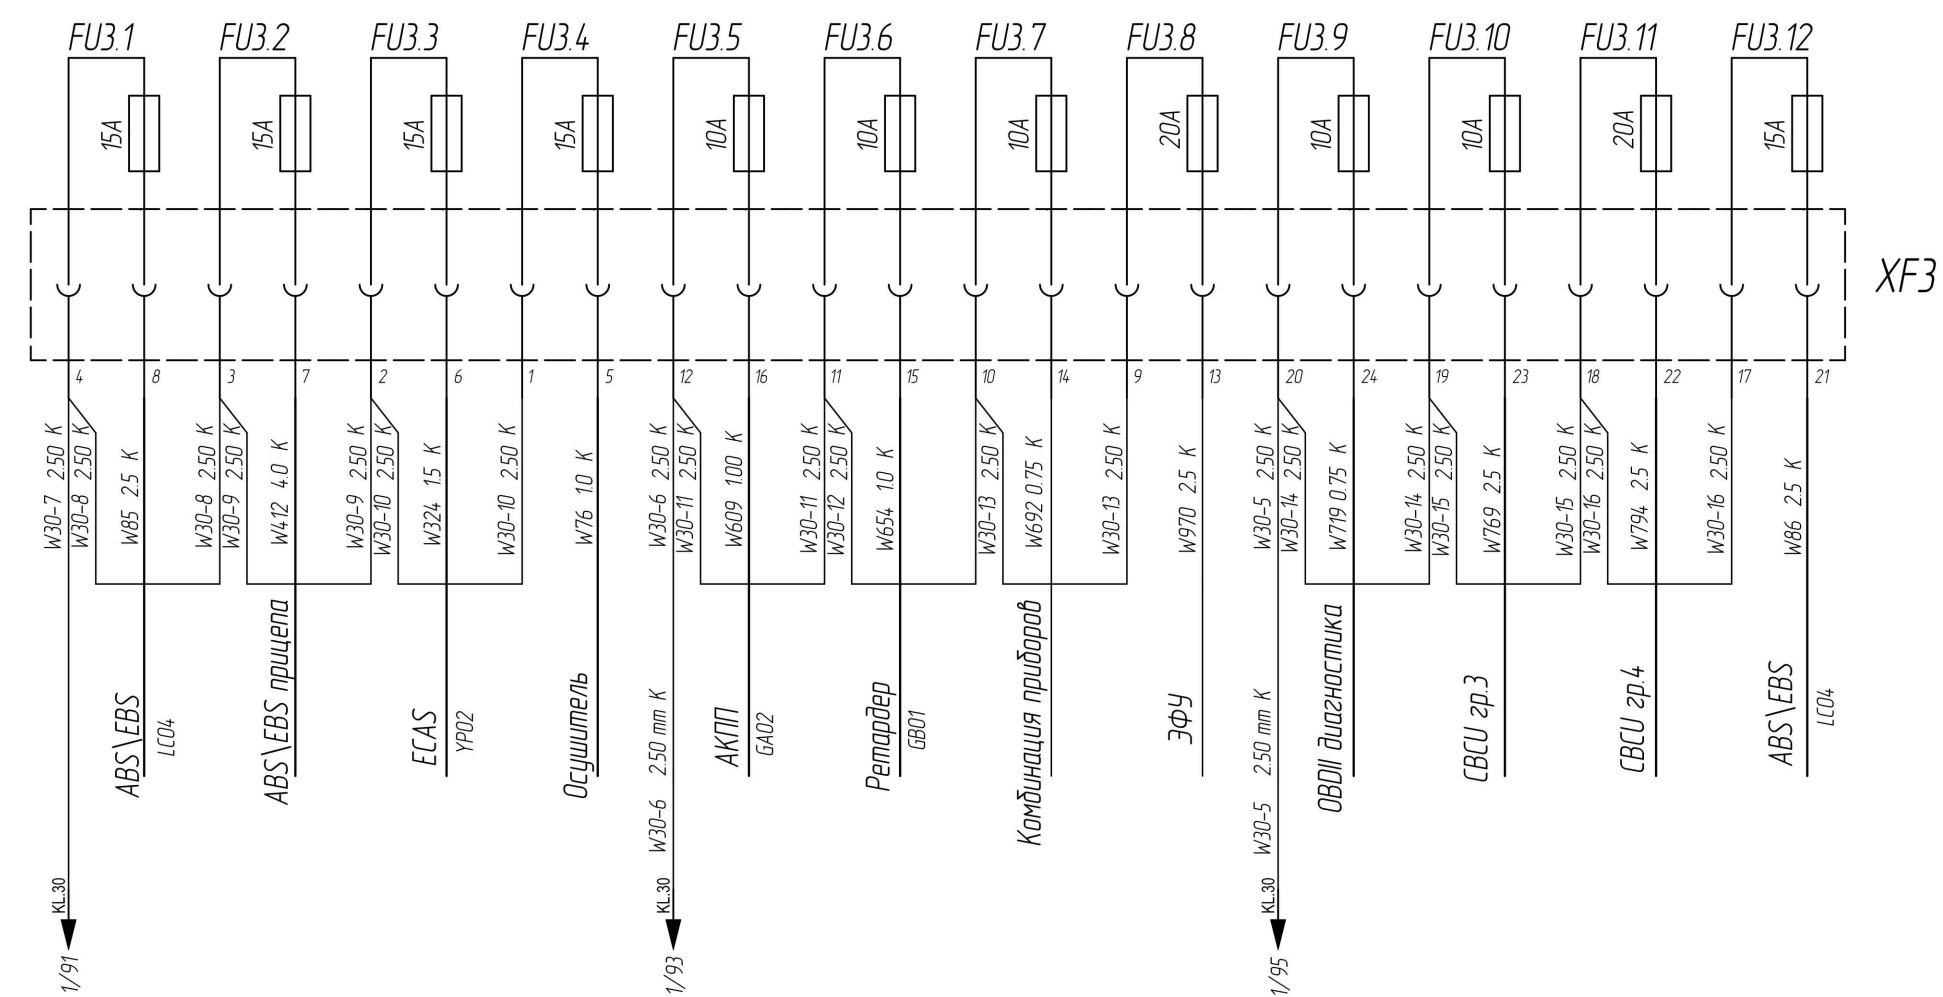 FU3.1 FU3.2 FU3.3 FU3.4 FU3.5 FU3.6 FU3.7 FU3.8 FU3.9 FU3.10 FU3.11 FU3.12
15A 15A 15A 15A 10A 10A 10A 20A 10A 10A 20A 15A
XF3
4 8 3 7 2 6 1 5 12 16 11 15 10 14 9 13 20 24 19 23 18 22 17 21
W30-7 2.50 K
W30-8 2.50 K
W85 2.5 K
W30-8 2.50 K
W30-9 2.50 K
W412 4.0 K
W30-9 2.50 K
W30-10 2.50 K
W324 1.5 K
W30-10 2.50 K
W76 1.0 K
W30-6 2.50 K
W30-11 2.50 K
W609 1.00 K
W30-11 2.50 K
W30-12 2.50 K
W654 1.0 K
W30-13 2.50 K
W692 0.75 K
W30-13 2.50 K
W970 2.5 K
W30-5 2.50 K
W30-14 2.50 K
W719 0.75 K
W30-14 2.50 K
W30-15 2.50 K
W769 2.5 K
W30-15 2.50 K
W30-16 2.50 K
W794 2.5 K
W30-16 2.50 K
W86 2.5 K
ABS\EBS
LC04
ABS\EBS прицепа
ECAS
YP02
Осушитель
W30-6 2.50 mm K
АКПП
GA02
Ретардер
GB01
Комбинация приборов
ЭФУ
W30-5 2.50 mm K
OBDII диагностика
CBCU гр.3
CBCU гр.4
ABS\EBS
LC04
KL.30
KL.30
KL.30
1/91
1/93
1/95